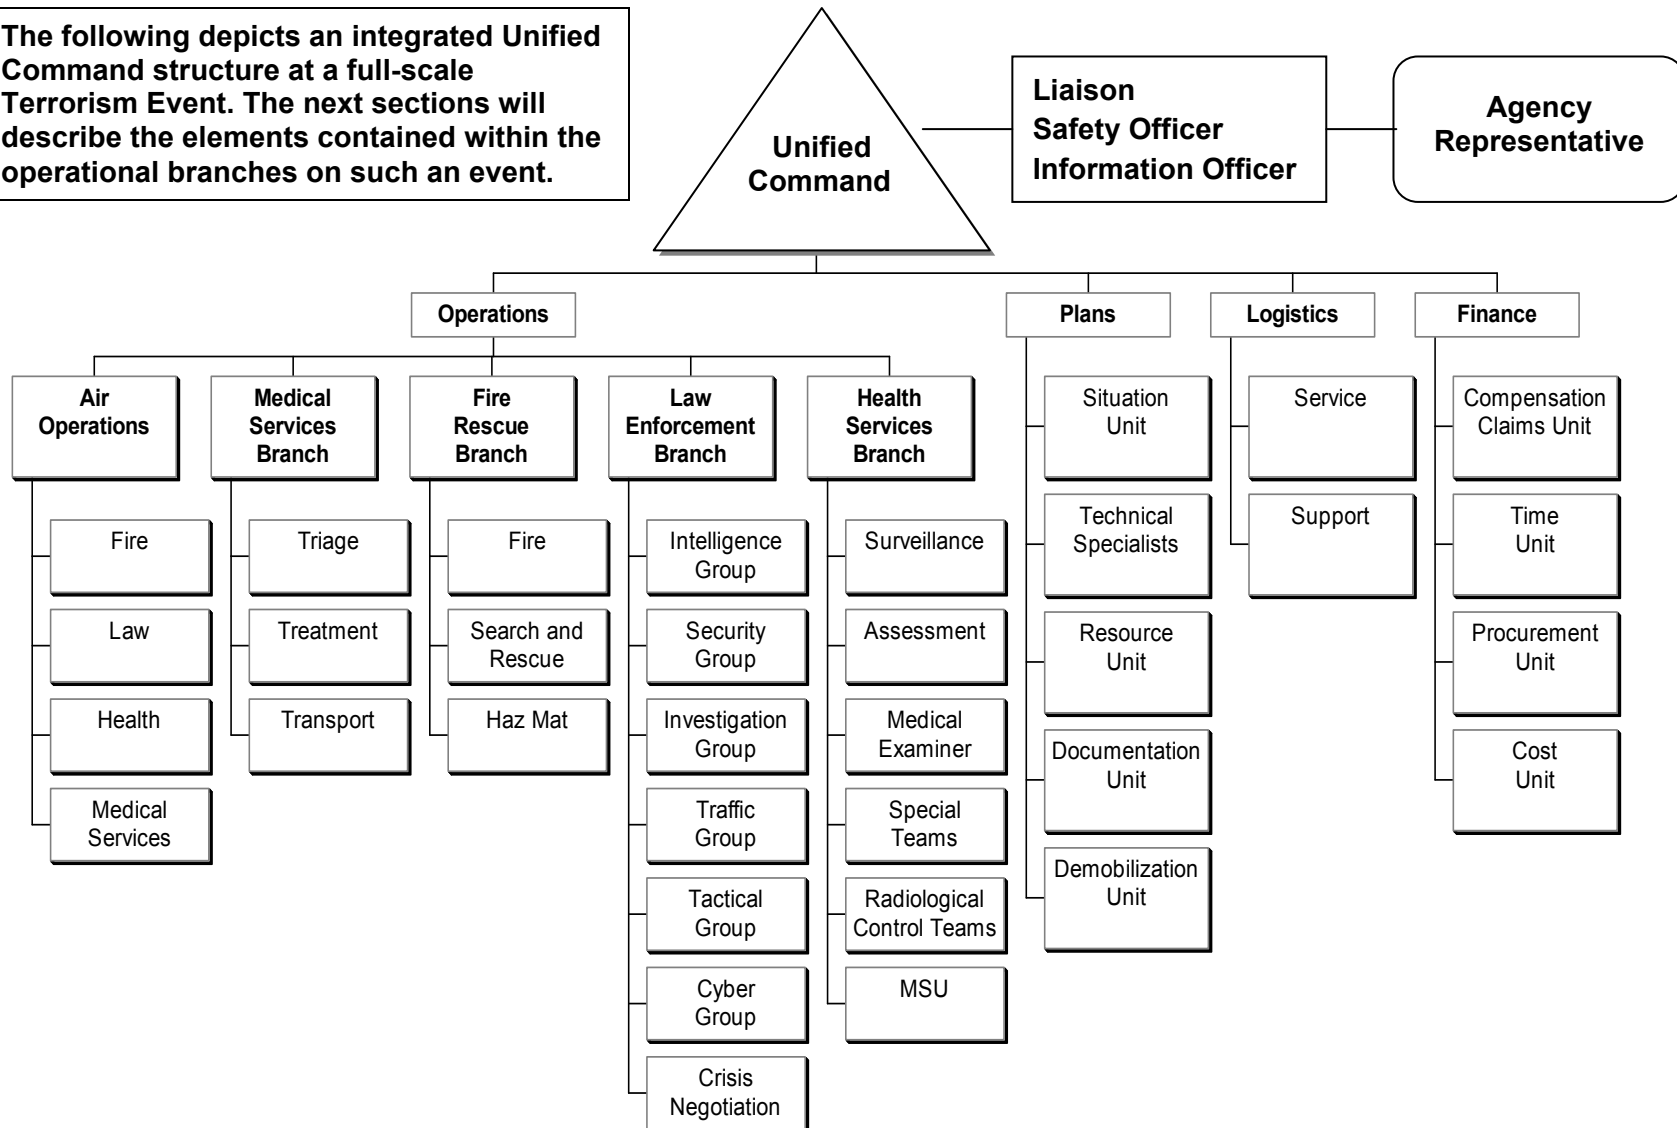 The following depicts an integrated Unified
Command structure at a full-scale
Terrorism Event. The next sections will
describe the elements contained within the
operational branches on such an event.
Unified
Command
Liaison
Safety Officer
Information Officer
Agency
Representative
Operations
Plans
Logistics
Finance
Air
Operations
Medical
Services
Branch
Fire
Rescue
Branch
Law
Enforcement
Branch
Health
Services
Branch
Fire
Law
Health
Medical
Services
Triage
Treatment
Transport
Fire
Search and
Rescue
Haz Mat
Intelligence
Group
Security
Group
Investigation
Group
Traffic
Group
Tactical
Group
Cyber
Group
Crisis
Negotiation
Surveillance
Assessment
Medical
Examiner
Special
Teams
Radiological
Control Teams
MSU
Situation
Unit
Technical
Specialists
Resource
Unit
Documentation
Unit
Demobilization
Unit
Service
Support
Compensation
Claims Unit
Time
Unit
Procurement
Unit
Cost
Unit